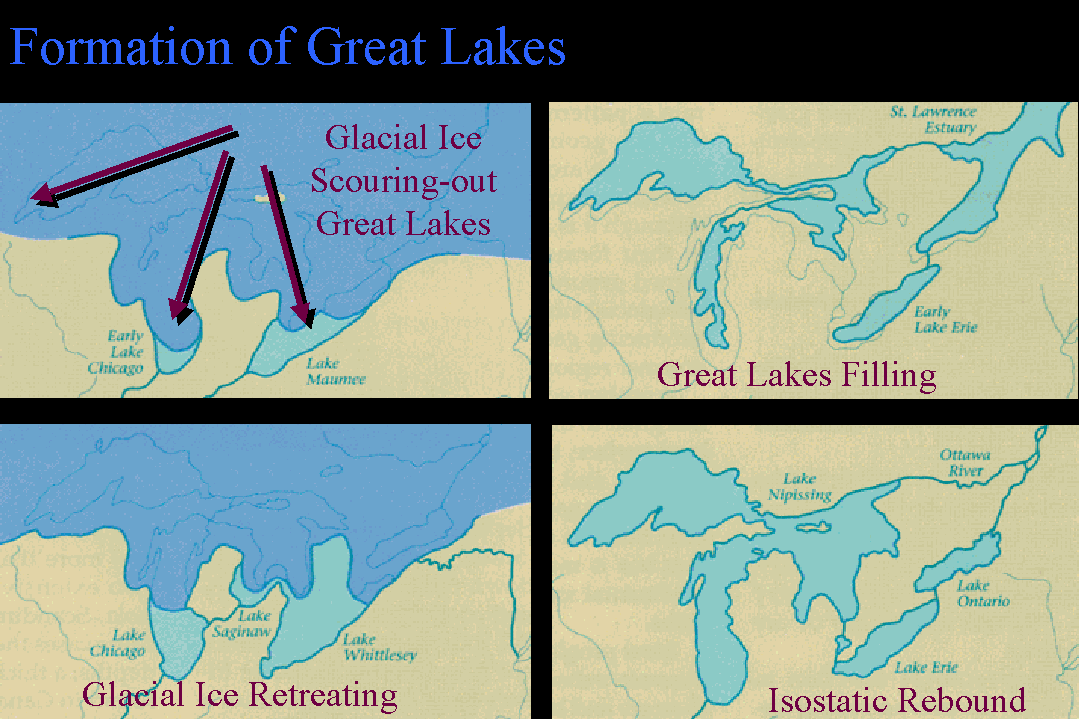 Formation of Great Lakes
Glacial Ice
Scouring-out
Great Lakes
Early
Lake
Chicago
Lake
Maumee
St. Lawrence
Estuary
Early
Lake Erie
Great Lakes Filling
Lake
Chicago
Lake
Saginaw
Lake
Whittlesey
Glacial Ice Retreating
Ottawa
River
Lake
Nipissing
Lake
Ontario
Lake Erie
Isostatic Rebound